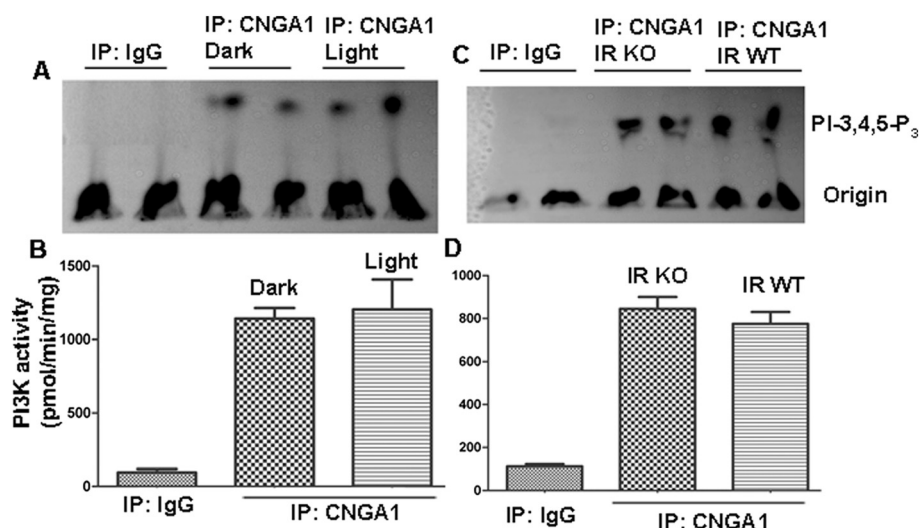 A
IP: IgG
IP: CNGA1
Dark
IP: CNGA1
Light
C
IP: IgG
IP: CNGA1
IR KO
IP: CNGA1
IR WT
PI-3,4,5-P₃
Origin
B
PI3K activity
(pmol/min/mg)
1500
1000
500
0
Dark
Light
IP: IgG
IP: CNGA1
D
1000
800
600
400
200
0
IR KO
IR WT
IP: IgG
IP: CNGA1